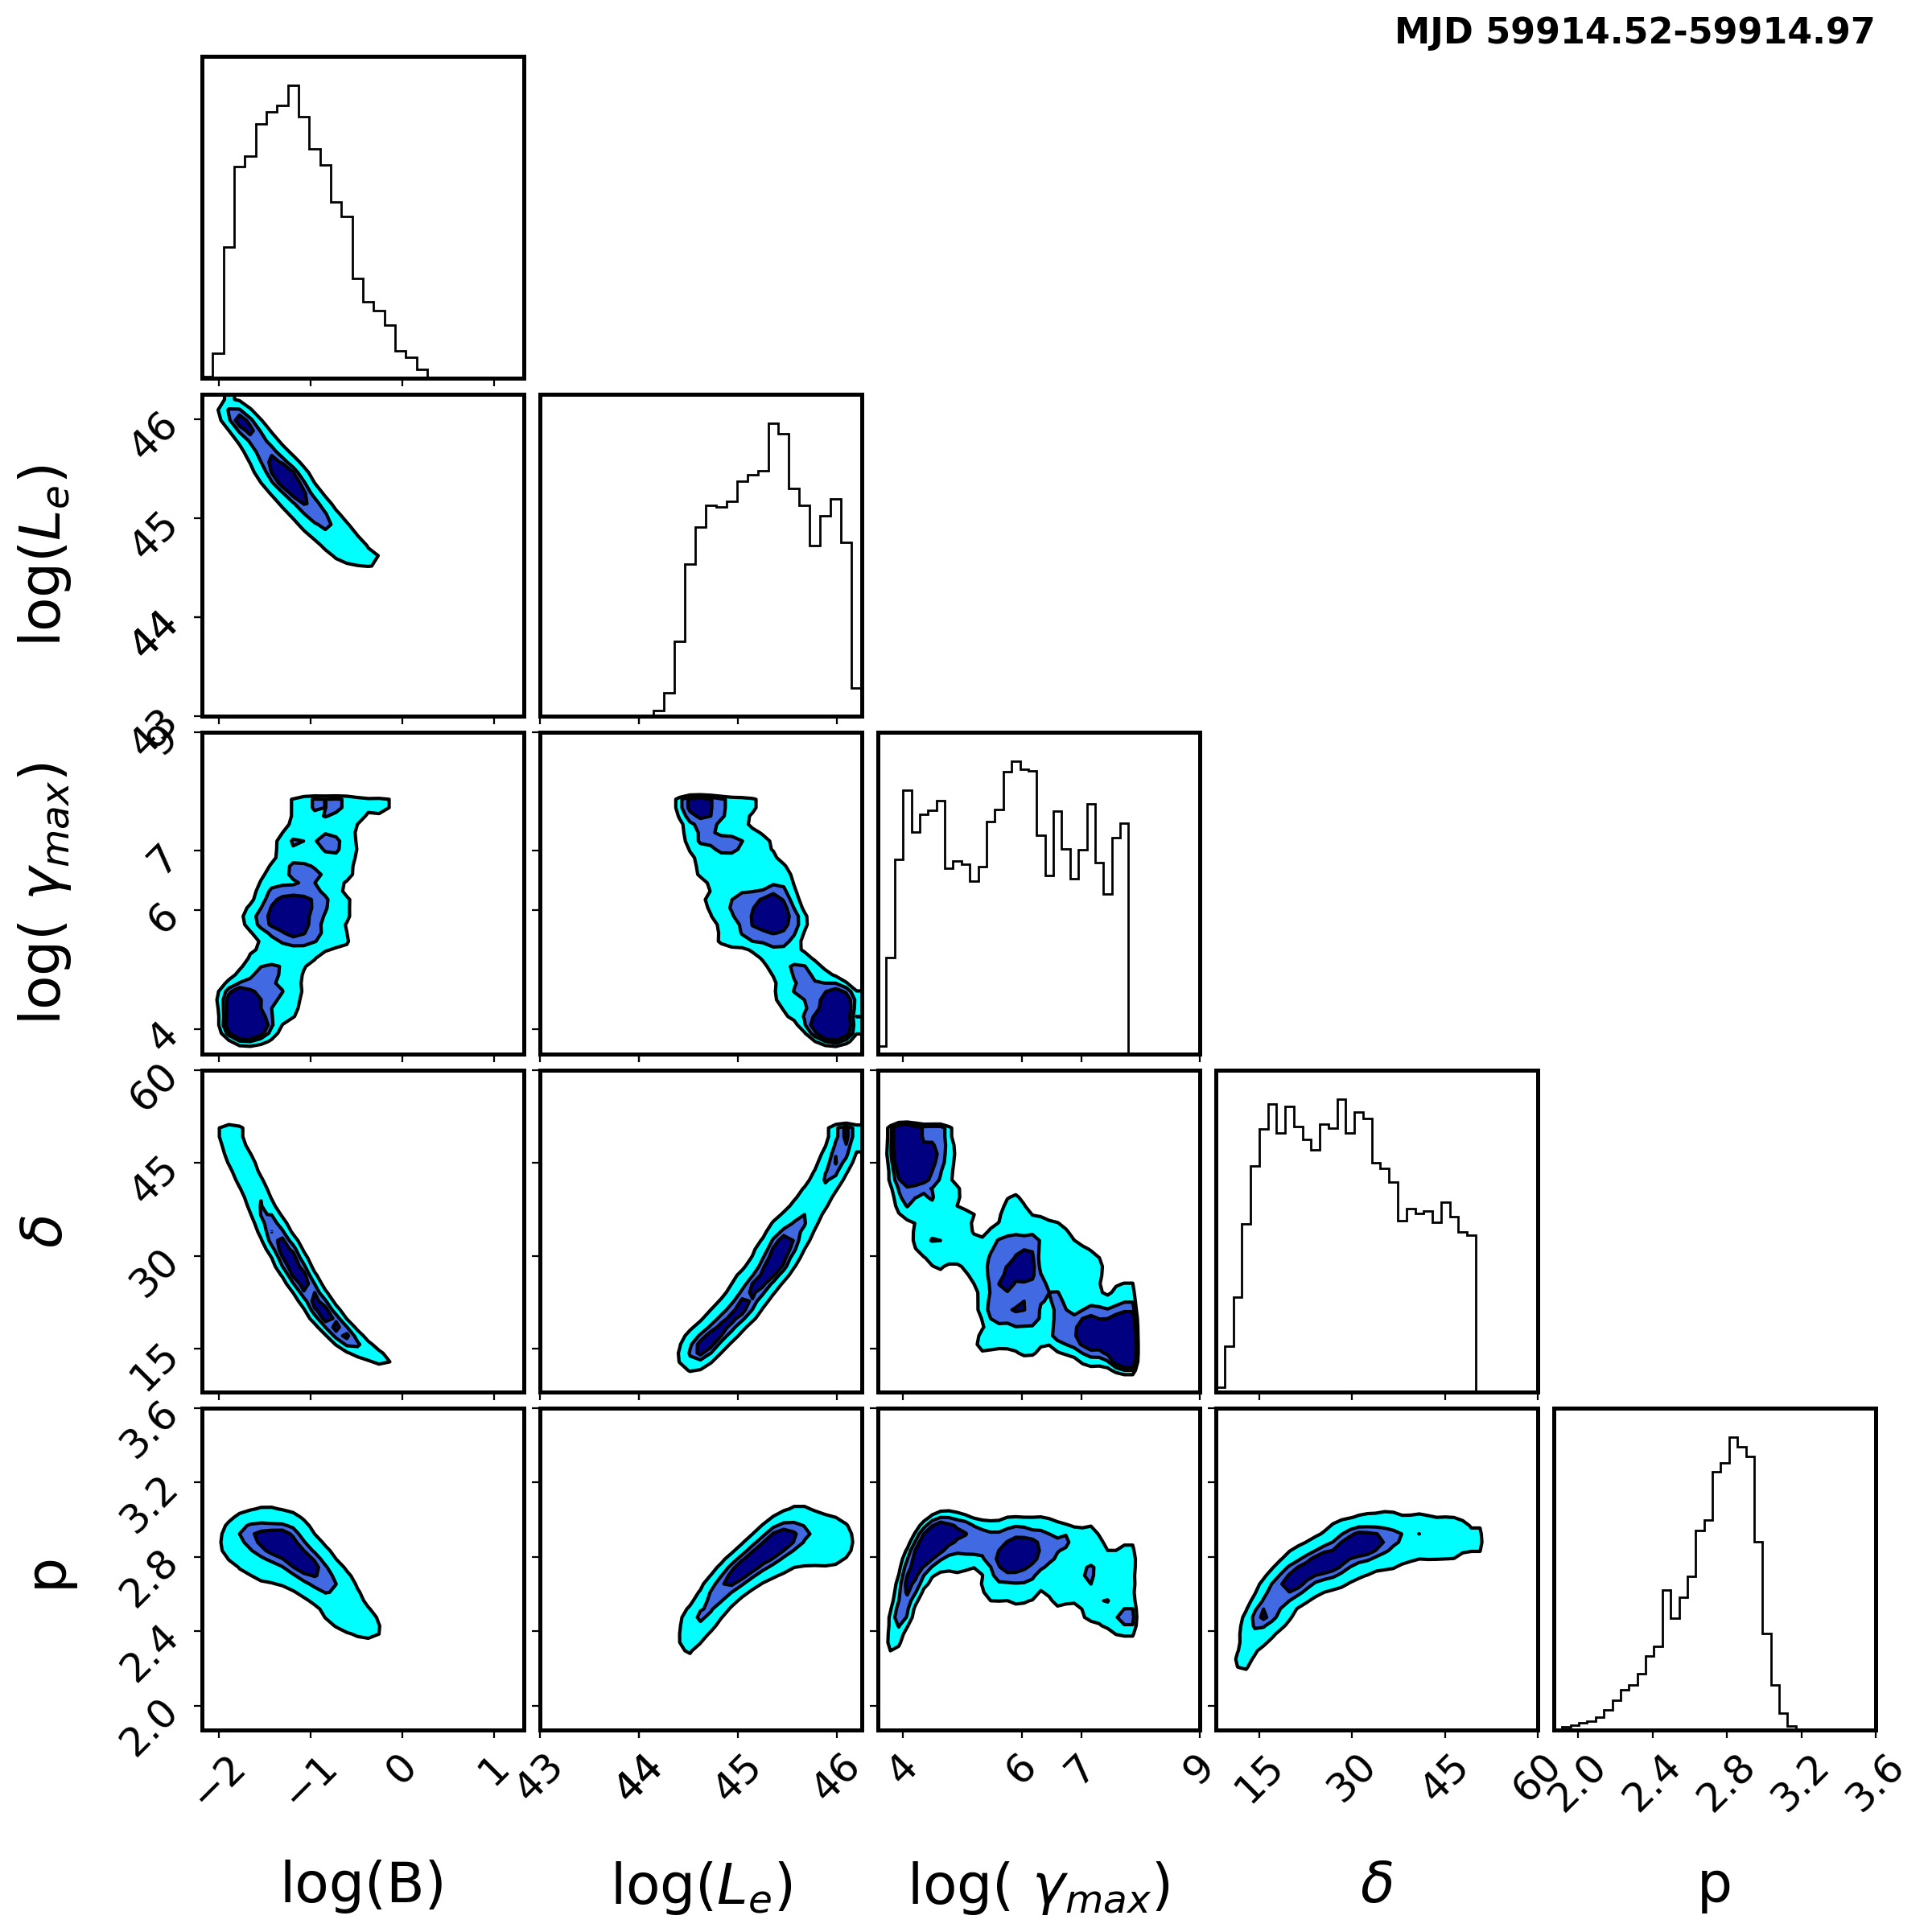 MJD 59914.52-59914.97
46
45
44
43
log(L_e)
9
7
6
4
log( γ_max)
60
45
30
15
δ
3.6
3.2
2.8
2.4
2.0
p
−2 −1 0 1 43 44 45 46 4 6 7 9 15 30 45 60 2.0 2.4 2.8 3.2 3.6
log(B) log(L_e) log( γ_max) δ p